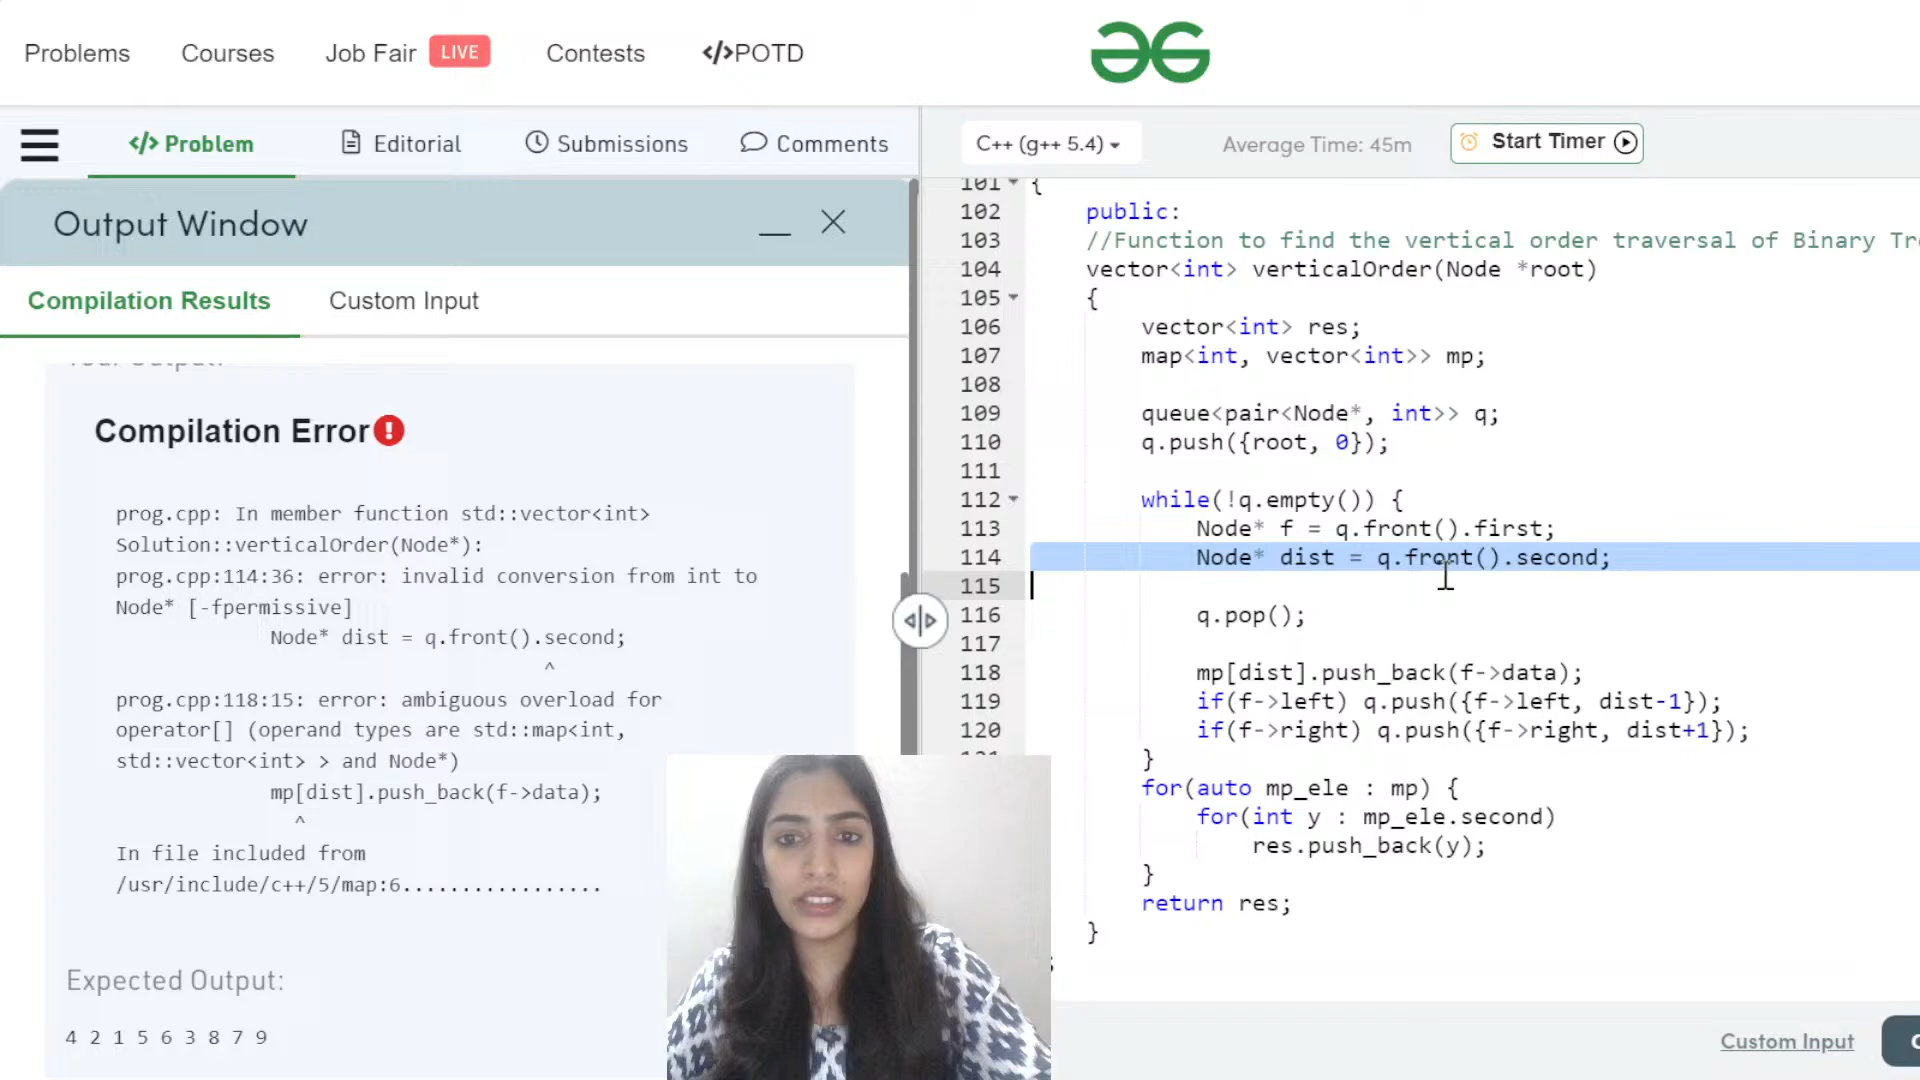 Problems
Courses
Job Fair LIVE
Contests
</>POTD
</> Problem
Editorial
Submissions
Comments
C++ (g++ 5.4)
Average Time: 45m
Start Timer
Output Window
Compilation Results
Custom Input
Your Output:
Compilation Error
prog.cpp: In member function std::vector<int>
Solution::verticalOrder(Node*):
prog.cpp:114:36: error: invalid conversion from int to
Node* [-fpermissive]
Node* dist = q.front().second;
^
prog.cpp:118:15: error: ambiguous overload for
operator[] (operand types are std::map<int,
std::vector<int> > and Node*)
mp[dist].push_back(f->data);
^
In file included from
/usr/include/c++/5/map:6.................
Expected Output:
4 2 1 5 6 3 8 7 9
101 {
102 public:
103 //Function to find the vertical order traversal of Binary
104 vector<int> verticalOrder(Node *root)
105 {
106 vector<int> res;
107 map<int, vector<int>> mp;
108
109 queue<pair<Node*, int>> q;
110 q.push({root, 0});
111
112 while(!q.empty()) {
113 Node* f = q.front().first;
114 Node* dist = q.front().second;
115
116 q.pop();
117
118 mp[dist].push_back(f->data);
119 if(f->left) q.push({f->left, dist-1});
120 if(f->right) q.push({f->right, dist+1});
}
for(auto mp_ele : mp) {
for(int y : mp_ele.second)
res.push_back(y);
}
return res;
}
Custom Input